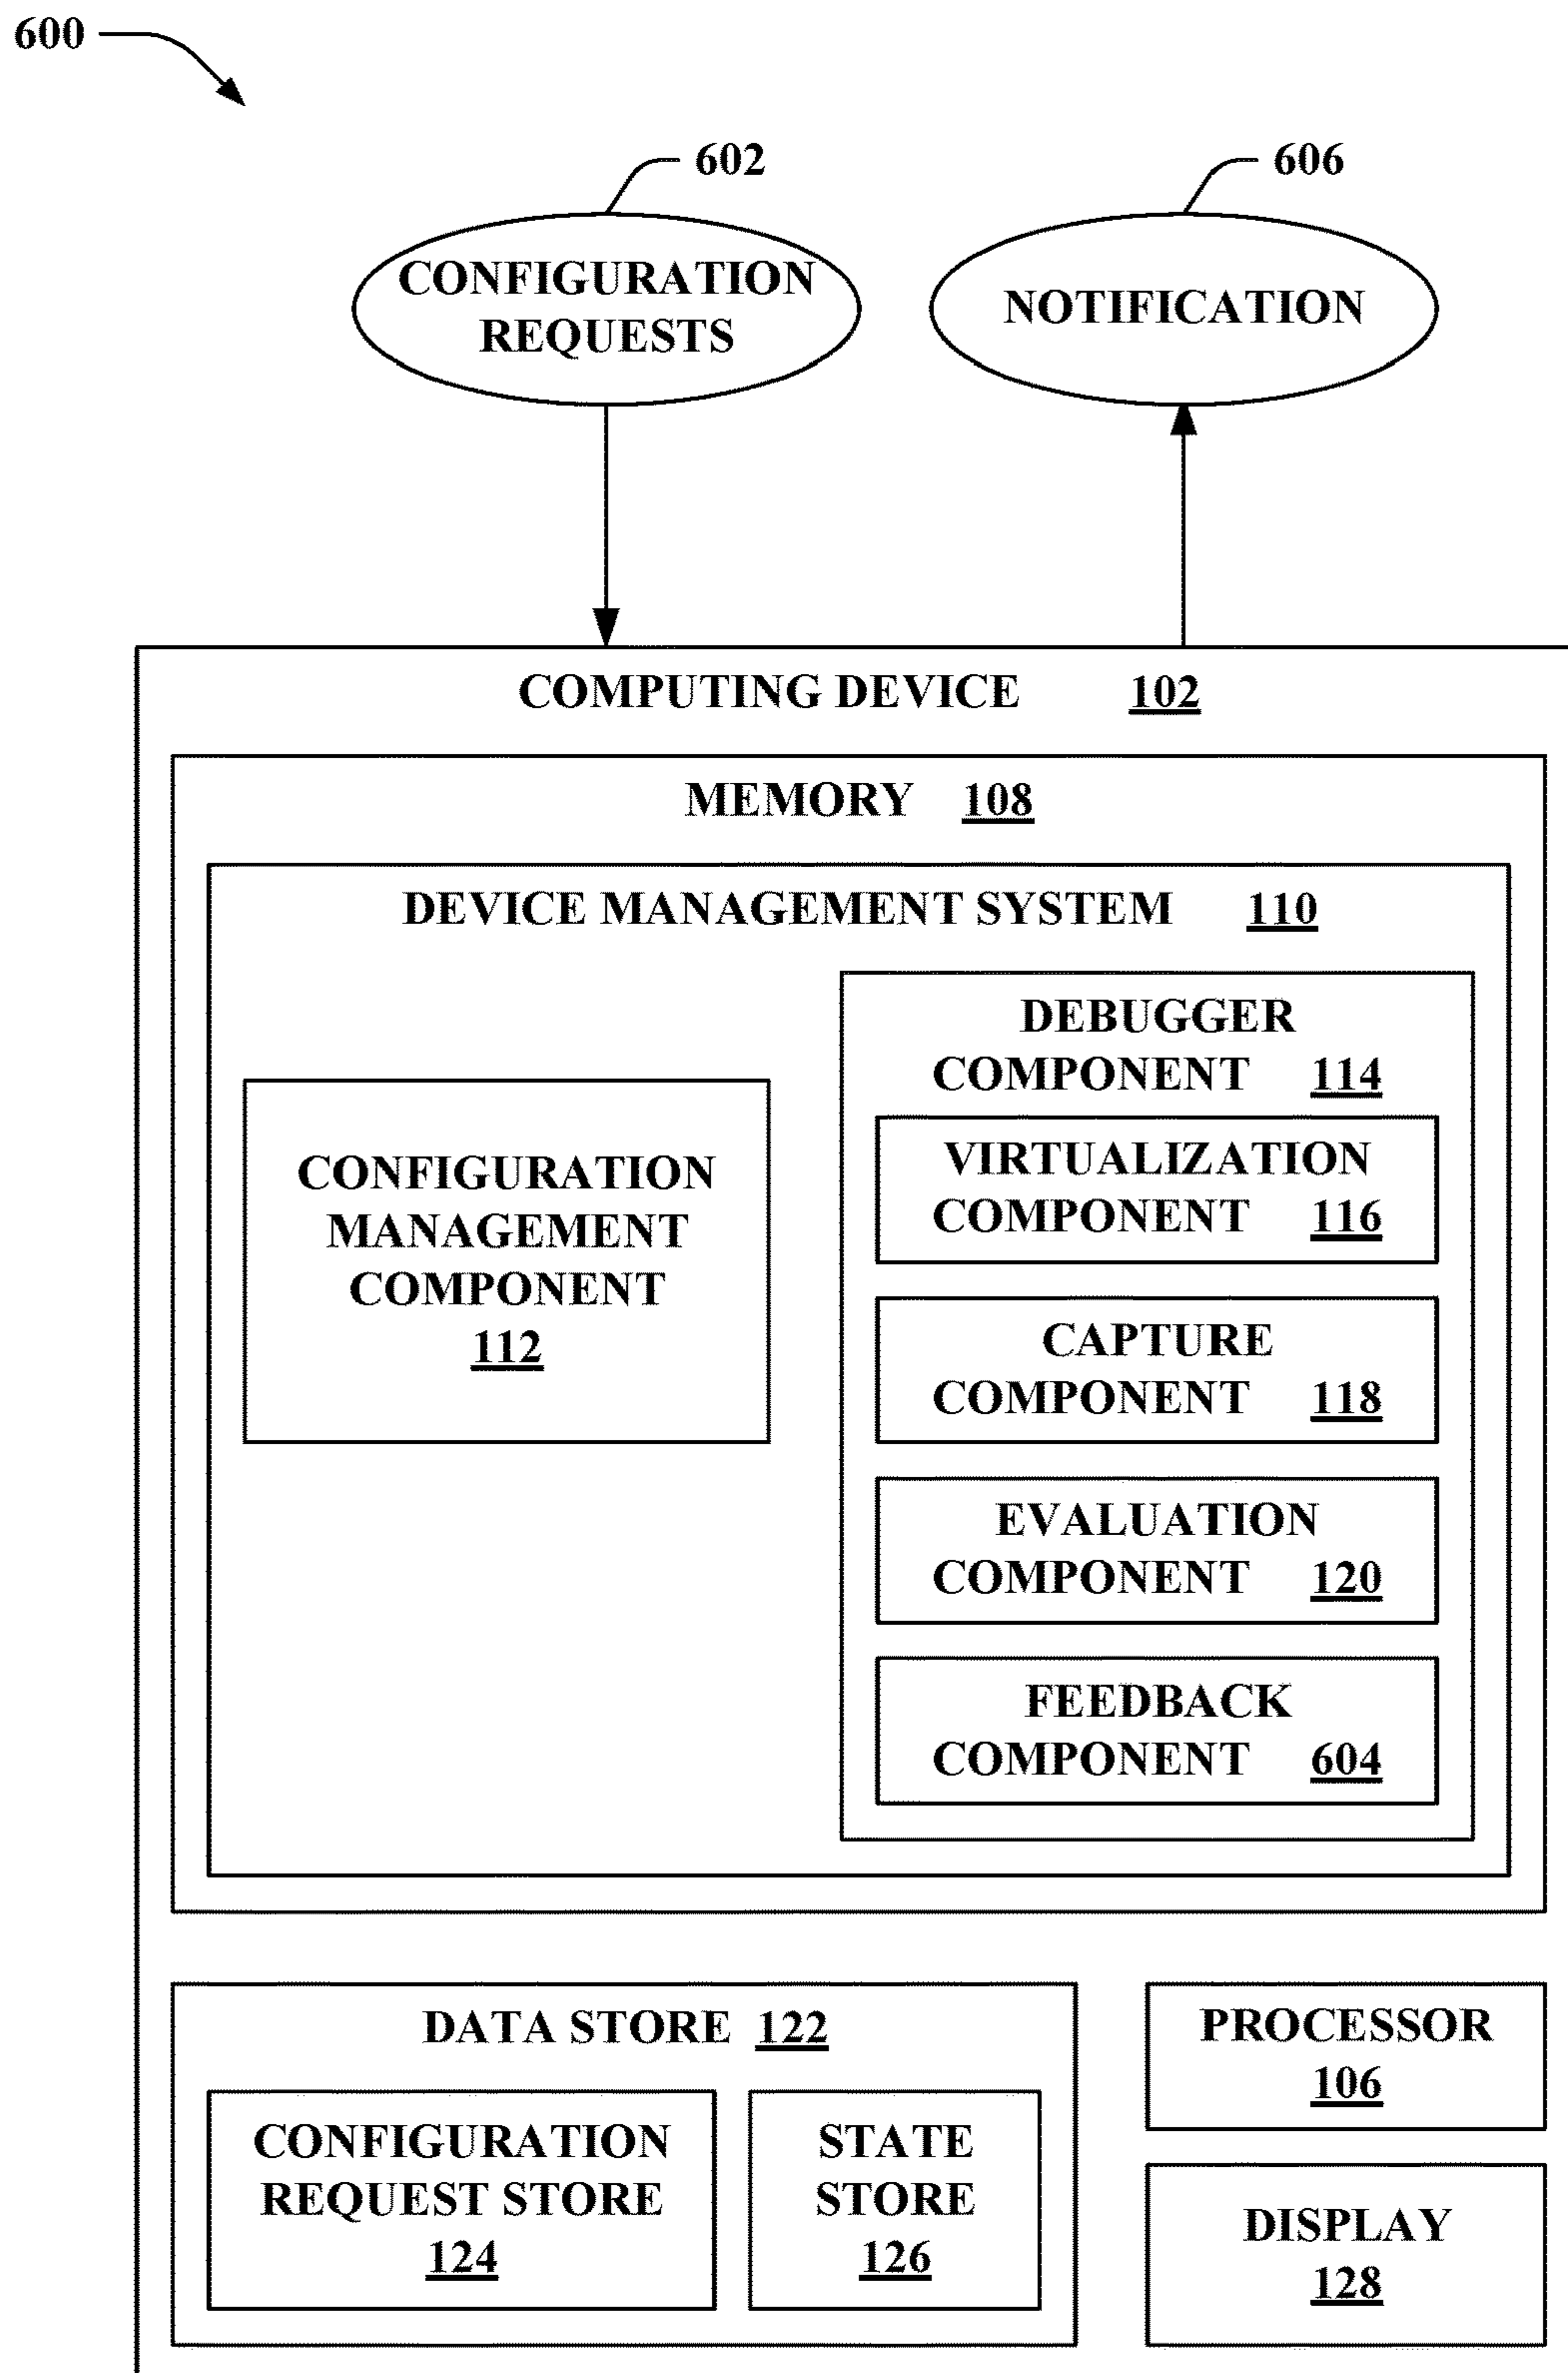 600
602
606
CONFIGURATION
REQUESTS
NOTIFICATION
COMPUTING DEVICE 102
MEMORY 108
DEVICE MANAGEMENT SYSTEM 110
DEBUGGER
COMPONENT 114
CONFIGURATION
MANAGEMENT
COMPONENT
112
VIRTUALIZATION
COMPONENT 116
CAPTURE
COMPONENT 118
EVALUATION
COMPONENT 120
FEEDBACK
COMPONENT 604
DATA STORE 122
CONFIGURATION
REQUEST STORE
124
STATE
STORE
126
PROCESSOR
106
DISPLAY
128